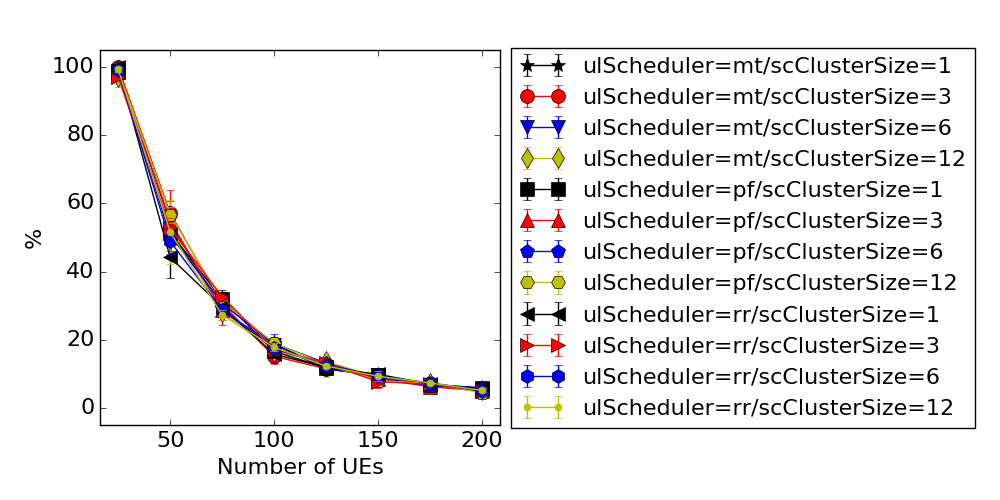 100
80
60
40
20
0
%
50 100 150 200
Number of UEs
ulScheduler=mt/scClusterSize=1
ulScheduler=mt/scClusterSize=3
ulScheduler=mt/scClusterSize=6
ulScheduler=mt/scClusterSize=12
ulScheduler=pf/scClusterSize=1
ulScheduler=pf/scClusterSize=3
ulScheduler=pf/scClusterSize=6
ulScheduler=pf/scClusterSize=12
ulScheduler=rr/scClusterSize=1
ulScheduler=rr/scClusterSize=3
ulScheduler=rr/scClusterSize=6
ulScheduler=rr/scClusterSize=12